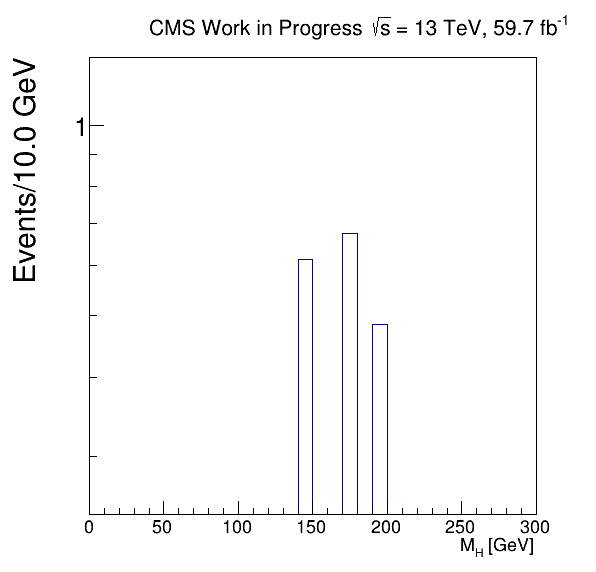 CMS Work in Progress √s = 13 TeV, 59.7 fb⁻¹
Events/10.0 GeV
1
0 50 100 150 200 250 300
M_H [GeV]